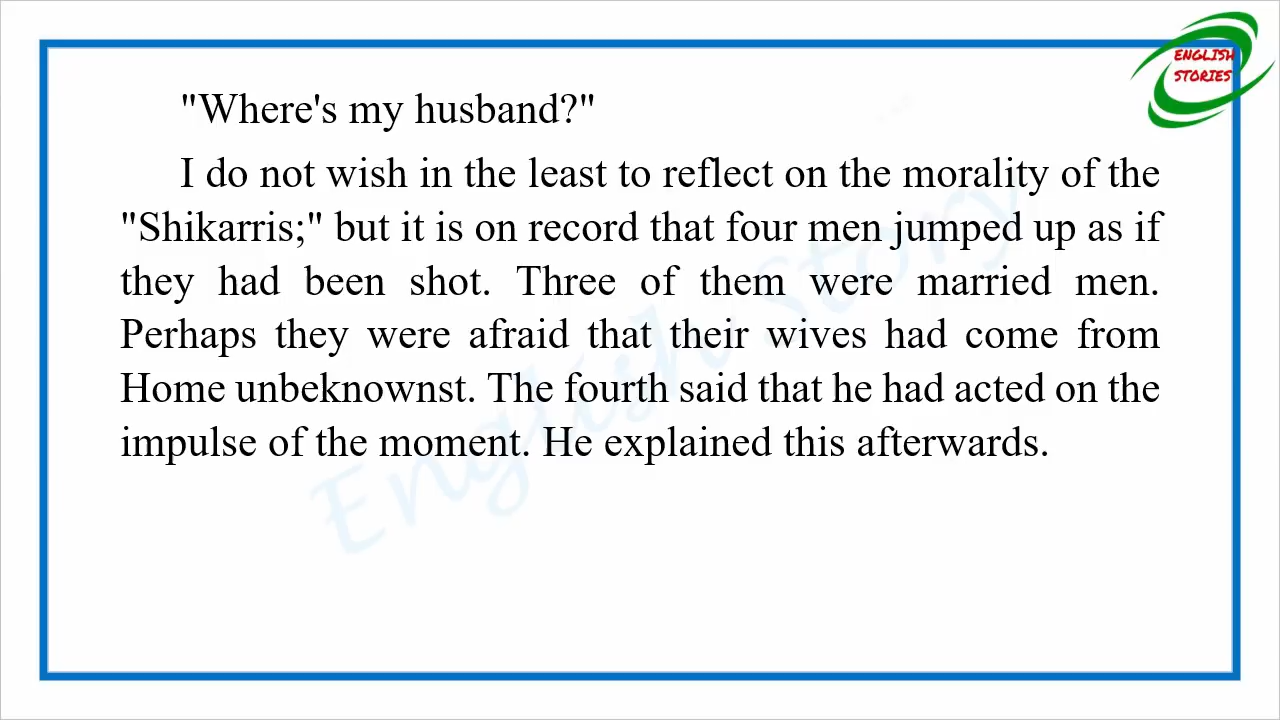 ENGLISH
STORIES
"Where's my husband?"
I do not wish in the least to reflect on the morality of the
"Shikarris;" but it is on record that four men jumped up as if
they had been shot. Three of them were married men.
Perhaps they were afraid that their wives had come from
Home unbeknownst. The fourth said that he had acted on the
impulse of the moment. He explained this afterwards.
English Story